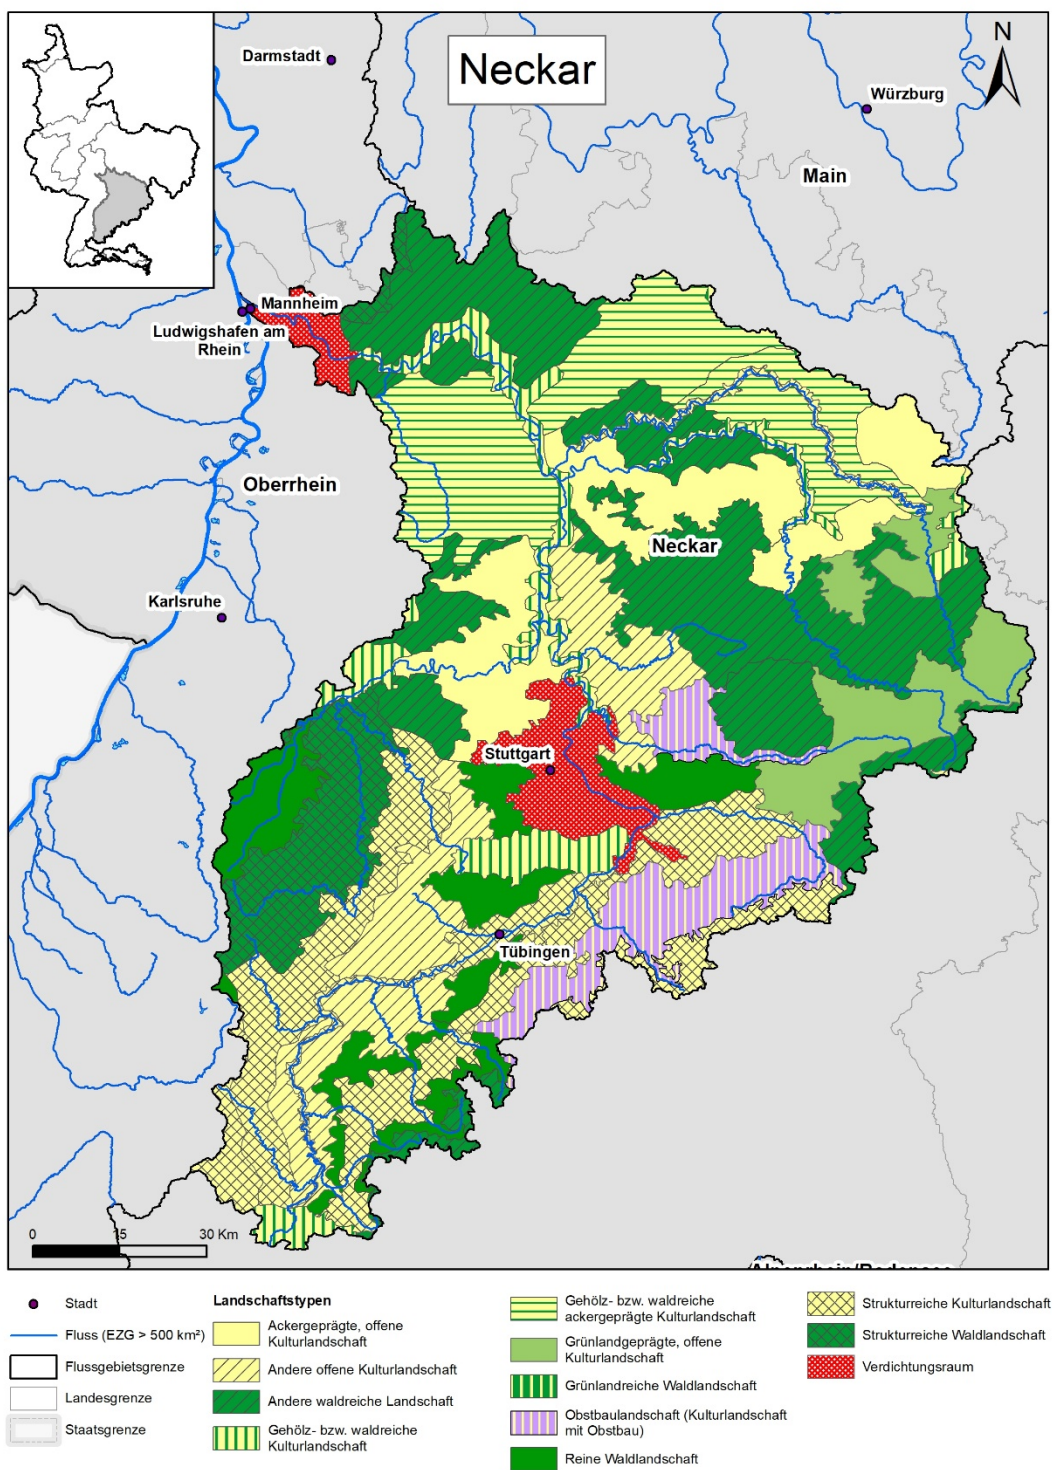 Neckar
N
Darmstadt
Würzburg
Main
Mannheim
Ludwigshafen am
Rhein
Oberrhein
Neckar
Karlsruhe
Stuttgart
Tübingen
0 15 30 Km
Alpenrhein/Bodensee
Stadt
Fluss (EZG > 500 km²)
Flussgebietsgrenze
Landesgrenze
Staatsgrenze
Landschaftstypen
Ackergeprägte, offene
Kulturlandschaft
Andere offene Kulturlandschaft
Andere waldreiche Landschaft
Gehölz- bzw. waldreiche
Kulturlandschaft
Gehölz- bzw. waldreiche
ackergeprägte Kulturlandschaft
Grünlandgeprägte, offene
Kulturlandschaft
Grünlandreiche Waldlandschaft
Obstbaulandschaft (Kulturlandschaft
mit Obstbau)
Reine Waldlandschaft
Strukturreiche Kulturlandschaft
Strukturreiche Waldlandschaft
Verdichtungsraum